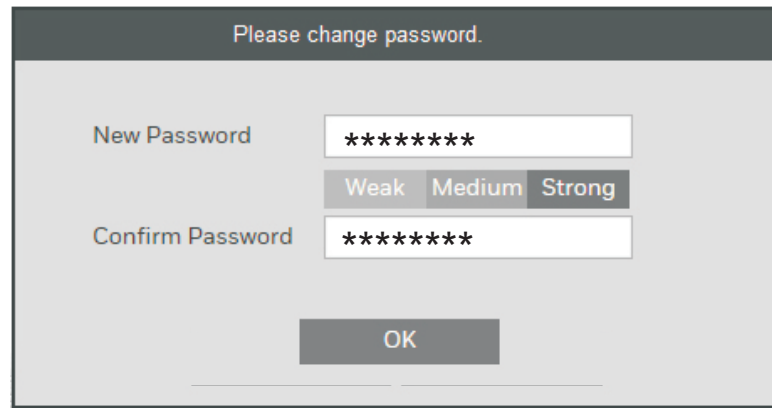 Please change password.
New Password ********
Weak Medium Strong
Confirm Password ********
OK